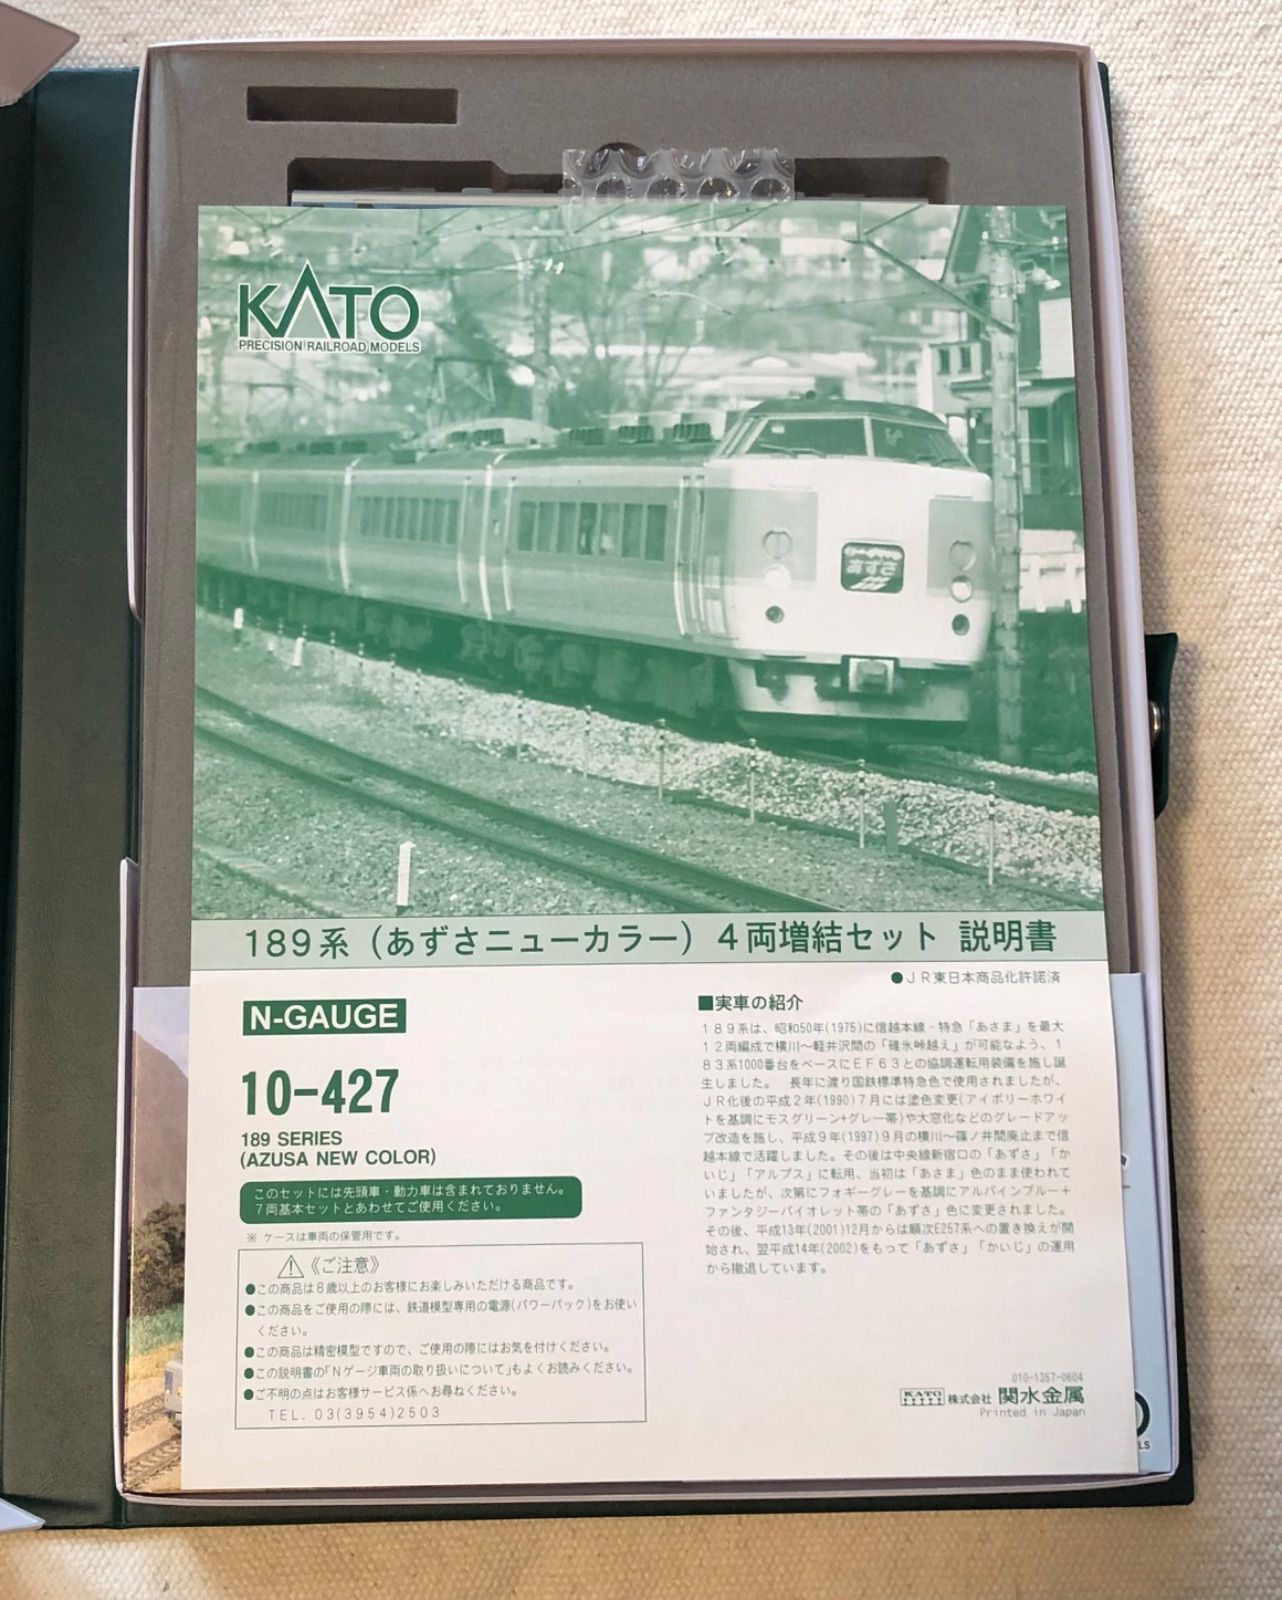 KATO
PRECISION RAILROAD MODELS
あずさ
189系（あずさニューカラー）4両増結セット 説明書
●JR東日本商品化許諾済
N-GAUGE
10-427
189 SERIES
(AZUSA NEW COLOR)
このセットには先頭車・動力車は含まれておりません。
7両基本セットとあわせてご使用ください。
※ ケースは車両の保管用です。
⚠《ご注意》
●この商品は8歳以上のお客様にお楽しみいただける商品です。
●この商品をご使用の際には、鉄道模型専用の電源(パワーパック)をお使い
ください。
●この商品は精密模型ですので、ご使用の際にはお気を付けください。
●この説明書の「Nゲージ車両の取り扱いについて」もよくお読みください。
●ご不明の点はお客様サービス係へお尋ねください。
TEL. 03(3954)2503
■実車の紹介
189系は、昭和50年(1975)に信越本線・特急「あさま」を最大
12両編成で横川〜軽井沢間の「碓氷峠越え」が可能なよう、1
83系1000番台をベースにEF63との協調運転用装備を施し誕
生しました。 長年に渡り国鉄標準特急色で使用されましたが、
JR化後の平成2年(1990)7月には塗色変更(アイボリーホワイ
トを基調にモスグリーン+グレー帯)や大窓化などのグレードアッ
プ改造を施し、平成9年(1997)9月の横川〜篠ノ井間廃止まで信
越本線で活躍しました。その後は中央線新宿口の「あずさ」「か
いじ」「アルプス」に転用、当初は「あさま」色のまま使われて
いましたが、次第にフォギーグレーを基調にアルパインブルー+
ファンタジーバイオレット帯の「あずさ」色に変更されました。
その後、平成13年(2001)12月からは順次E257系への置き換えが開
始され、翌平成14年(2002)をもって「あずさ」「かいじ」の運用
から撤退しています。
010-1357-0604
KATO 株式会社 関水金属
Printed in Japan
LS